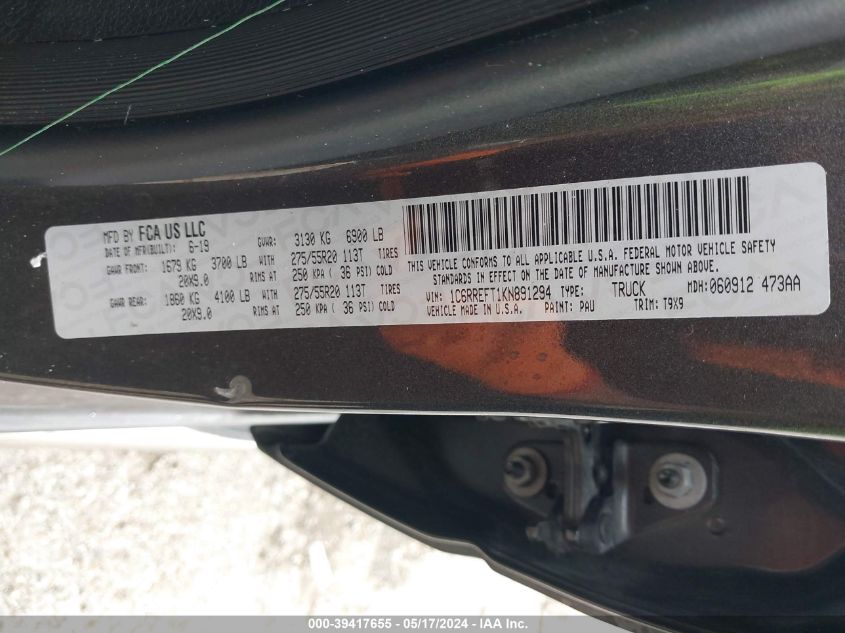 MFD BY FCA US LLC
DATE OF MFR(BUILT): 6-19 GVWR: 3130 KG 6900 LB
GAWR FRONT: 1679 KG 3700 LB WITH 275/55R20 113T TIRES
20X9.0 RIMS AT 250 KPA ( 36 PSI) COLD
GAWR REAR: 1860 KG 4100 LB WITH 275/55R20 113T TIRES
20X9.0 RIMS AT 250 KPA ( 36 PSI) COLD
THIS VEHICLE CONFORMS TO ALL APPLICABLE U.S.A. FEDERAL MOTOR VEHICLE SAFETY
STANDARDS IN EFFECT ON THE DATE OF MANUFACTURE SHOWN ABOVE.
VIN: 1C6RREFT1KN891294 TYPE: TRUCK MDH: 060912 473AA
VEHICLE MADE IN U.S.A. PAINT: PAU TRIM: T9X9
000-39417655 - 05/17/2024 - IAA Inc.